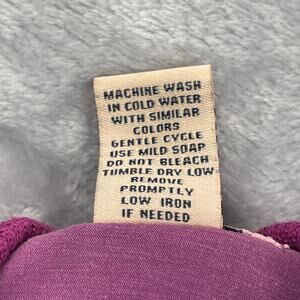 MACHINE WASH
IN COLD WATER
WITH SIMILAR
COLORS
GENTLE CYCLE
USE MILD SOAP
DO NOT BLEACH
TUMBLE DRY LOW
REMOVE
PROMPTLY
LOW IRON
IF NEEDED